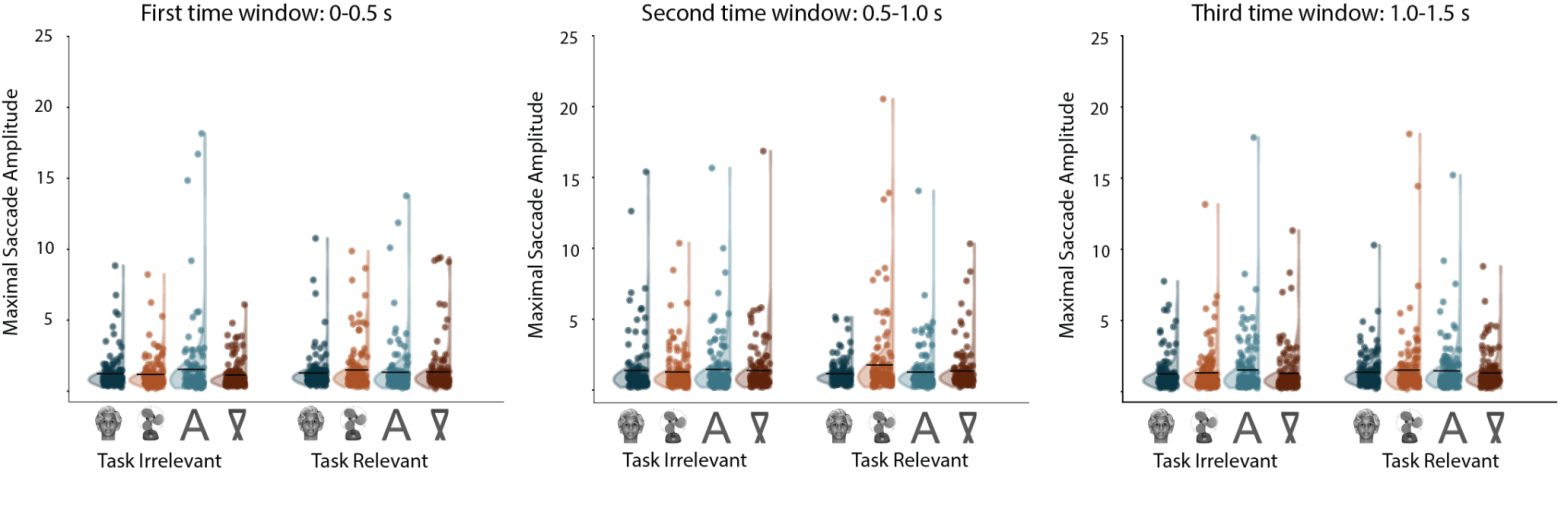 First time window: 0-0.5 s
Maximal Saccade Amplitude
25
20
15
10
5
A
A
Task Irrelevant
Task Relevant
Second time window: 0.5-1.0 s
Maximal Saccade Amplitude
25
20
15
10
5
A
A
Task Irrelevant
Task Relevant
Third time window: 1.0-1.5 s
Maximal Saccade Amplitude
25
20
15
10
5
A
A
Task Irrelevant
Task Relevant